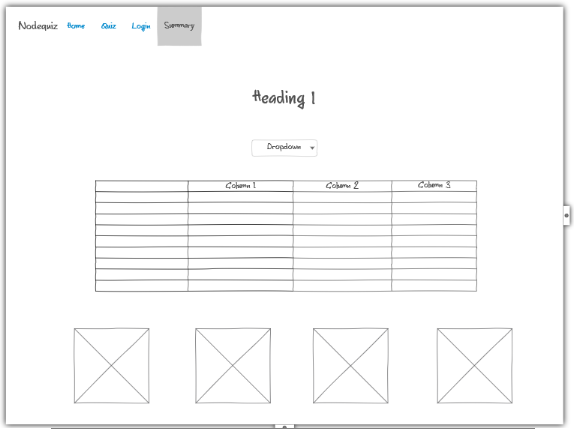 Nodequiz Home Quiz Login Summary
Heading 1
Dropdown
Column 1 Column 2 Column 3